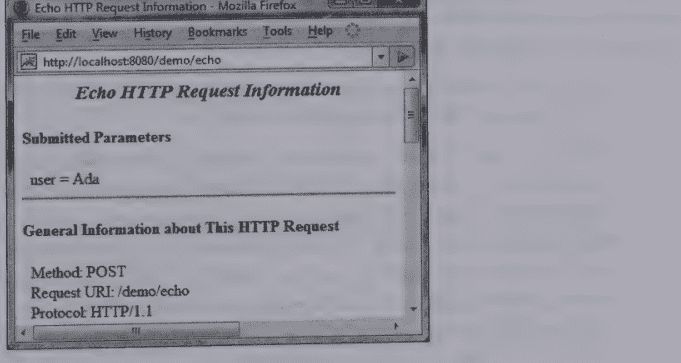 Echo HTTP Request Information - Mozilla Firefox
File Edit View History Bookmarks Tools Help
http://localhost:8080/demo/echo
Echo HTTP Request Information
Submitted Parameters
user = Ada
General Information about This HTTP Request
Method: POST
Request URI: /demo/echo
Protocol: HTTP/1.1